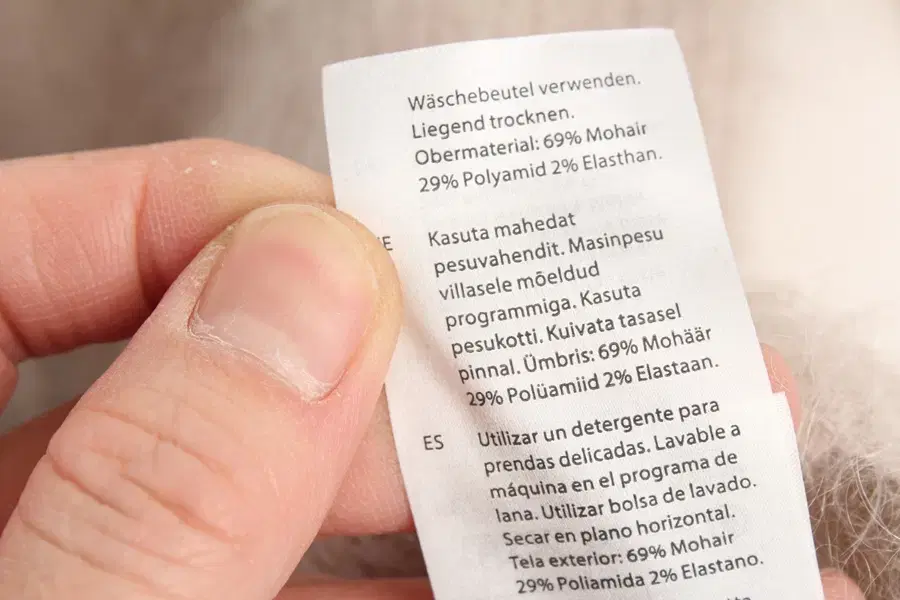 Wäschebeutel verwenden.
Liegend trocknen.
Obermaterial: 69% Mohair
29% Polyamid 2% Elasthan.
Kasuta mahedat
pesuvahendit. Masinpesu
villasele mõeldud
programmiga. Kasuta
pesukotti. Kuivata tasasel
pinnal. Ümbris: 69% Mohäär
29% Polüamiid 2% Elastaan.
ES Utilizar un detergente para
prendas delicadas. Lavable a
máquina en el programa de
lana. Utilizar bolsa de lavado.
Secar en plano horizontal.
Tela exterior: 69% Mohair
29% Poliamida 2% Elastano.